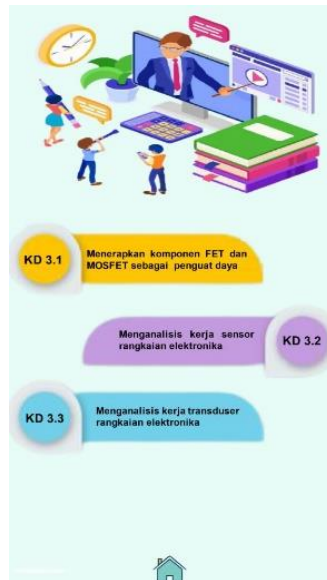 KD 3.1
Menerapkan komponen FET dan
MOSFET sebagai penguat daya
Menganalisis kerja sensor
rangkaian elektronika
KD 3.2
KD 3.3
Menganalisis kerja transduser
rangkaian elektronika